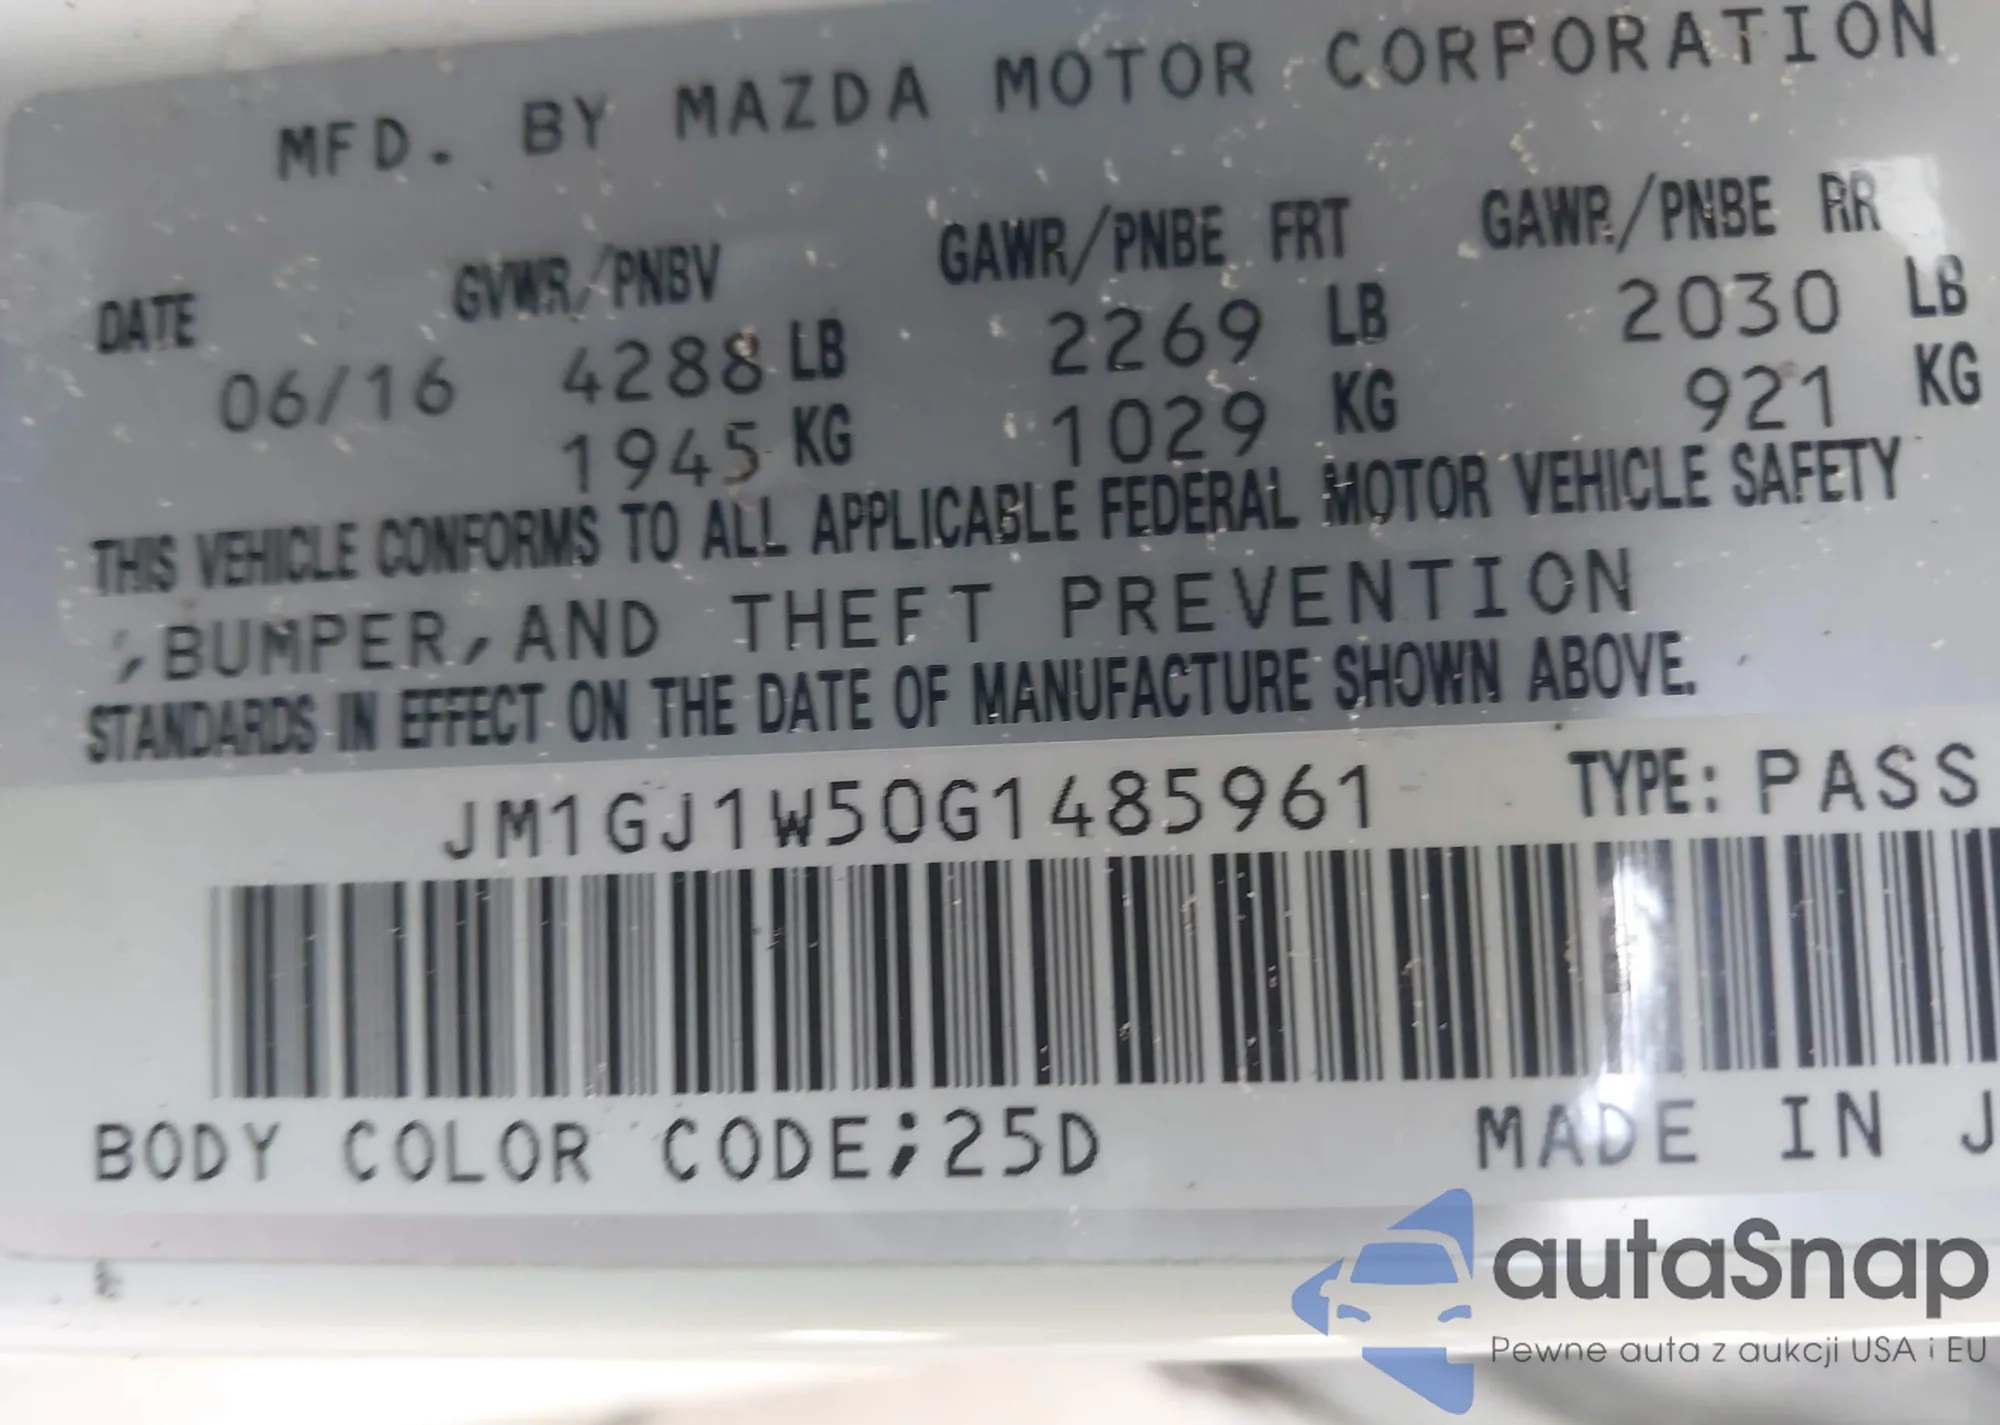 MFD. BY MAZDA MOTOR CORPORATION
DATE GVWR/PNBV GAWR/PNBE FRT GAWR/PNBE RR
06/16 4288 LB 2269 LB 2030 LB
1945 KG 1029 KG 921 KG
THIS VEHICLE CONFORMS TO ALL APPLICABLE FEDERAL MOTOR VEHICLE SAFETY
,BUMPER,AND THEFT PREVENTION
STANDARDS IN EFFECT ON THE DATE OF MANUFACTURE SHOWN ABOVE.
JM1GJ1W50G1485961 TYPE: PASS
BODY COLOR CODE;25D MADE IN J
autaSnap
Pewne auta z aukcji USA i EU